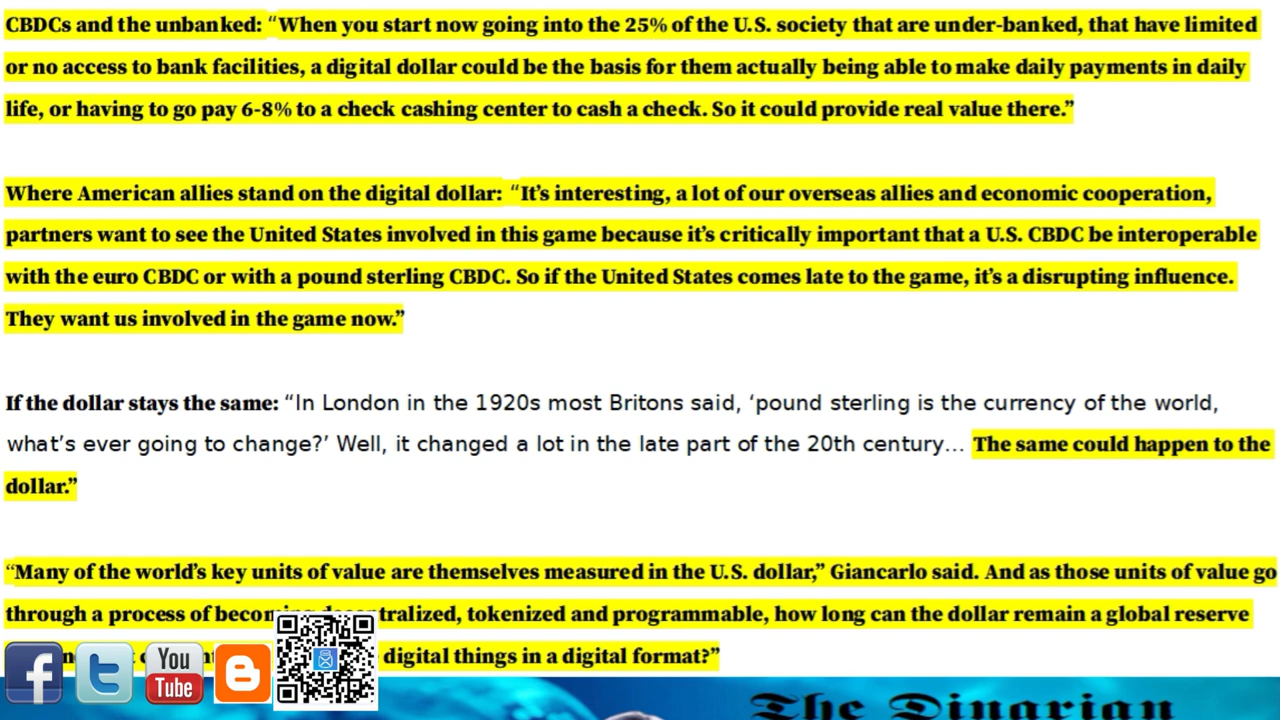 CBDCs and the unbanked: “When you start now going into the 25% of the U.S. society that are under-banked, that have limited
or no access to bank facilities, a digital dollar could be the basis for them actually being able to make daily payments in daily
life, or having to go pay 6-8% to a check cashing center to cash a check. So it could provide real value there.”
Where American allies stand on the digital dollar: “It’s interesting, a lot of our overseas allies and economic cooperation,
partners want to see the United States involved in this game because it’s critically important that a U.S. CBDC be interoperable
with the euro CBDC or with a pound sterling CBDC. So if the United States comes late to the game, it’s a disrupting influence.
They want us involved in the game now.”
If the dollar stays the same: “In London in the 1920s most Britons said, ‘pound sterling is the currency of the world,
what’s ever going to change?’ Well, it changed a lot in the late part of the 20th century… The same could happen to the
dollar.”
“Many of the world’s key units of value are themselves measured in the U.S. dollar,” Giancarlo said. And as those units of value go
through a process of becoming decentralized, tokenized and programmable, how long can the dollar remain a global reserve
digital things in a digital format?”
You
Tube
The Dinarian